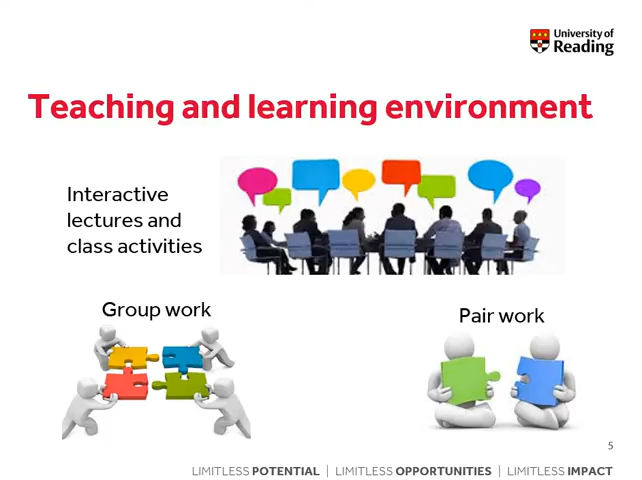 University of
Reading
Teaching and learning environment
Interactive
lectures and
class activities
Group work
Pair work
5
LIMITLESS POTENTIAL | LIMITLESS OPPORTUNITIES | LIMITLESS IMPACT